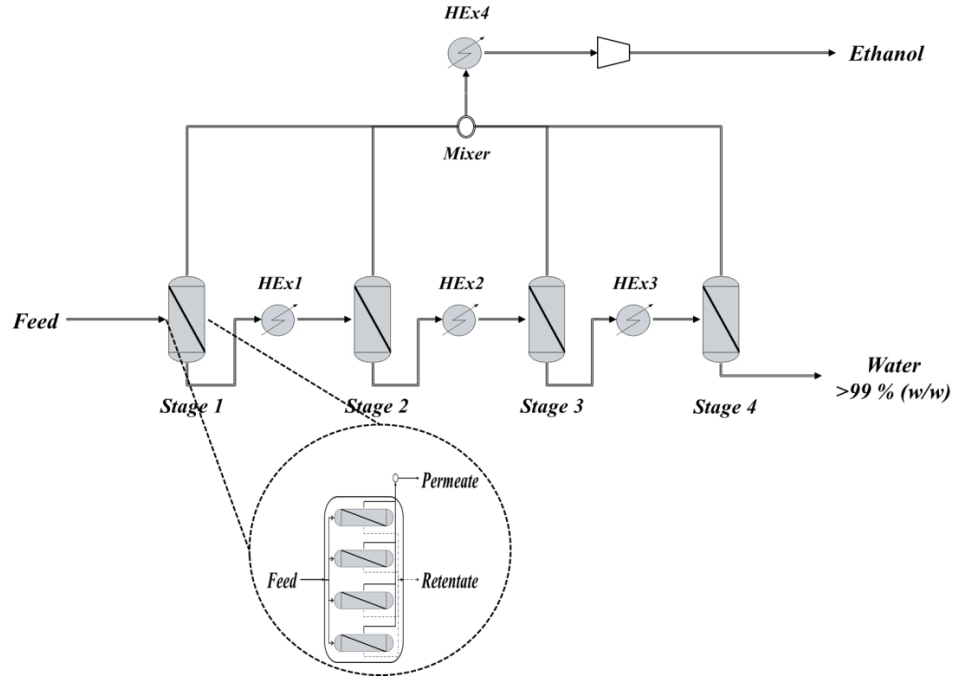 HEx4
Ethanol
Mixer
HEx1
HEx2
HEx3
Feed
Water
>99 % (w/w)
Stage 1
Stage 2
Stage 3
Stage 4
Permeate
Feed
Retentate